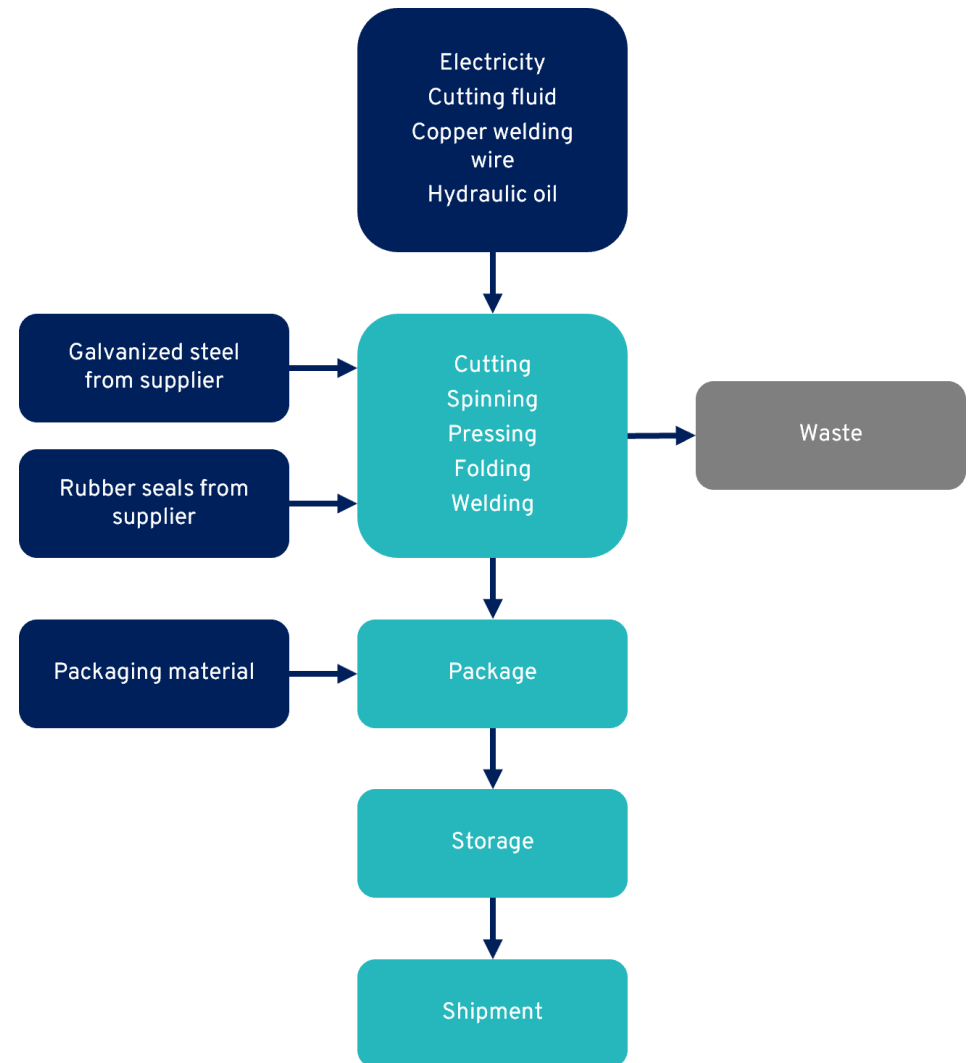 Electricity
Cutting fluid
Copper welding
wire
Hydraulic oil
Galvanized steel
from supplier
Cutting
Spinning
Pressing
Folding
Welding
Waste
Rubber seals from
supplier
Packaging material
Package
Storage
Shipment